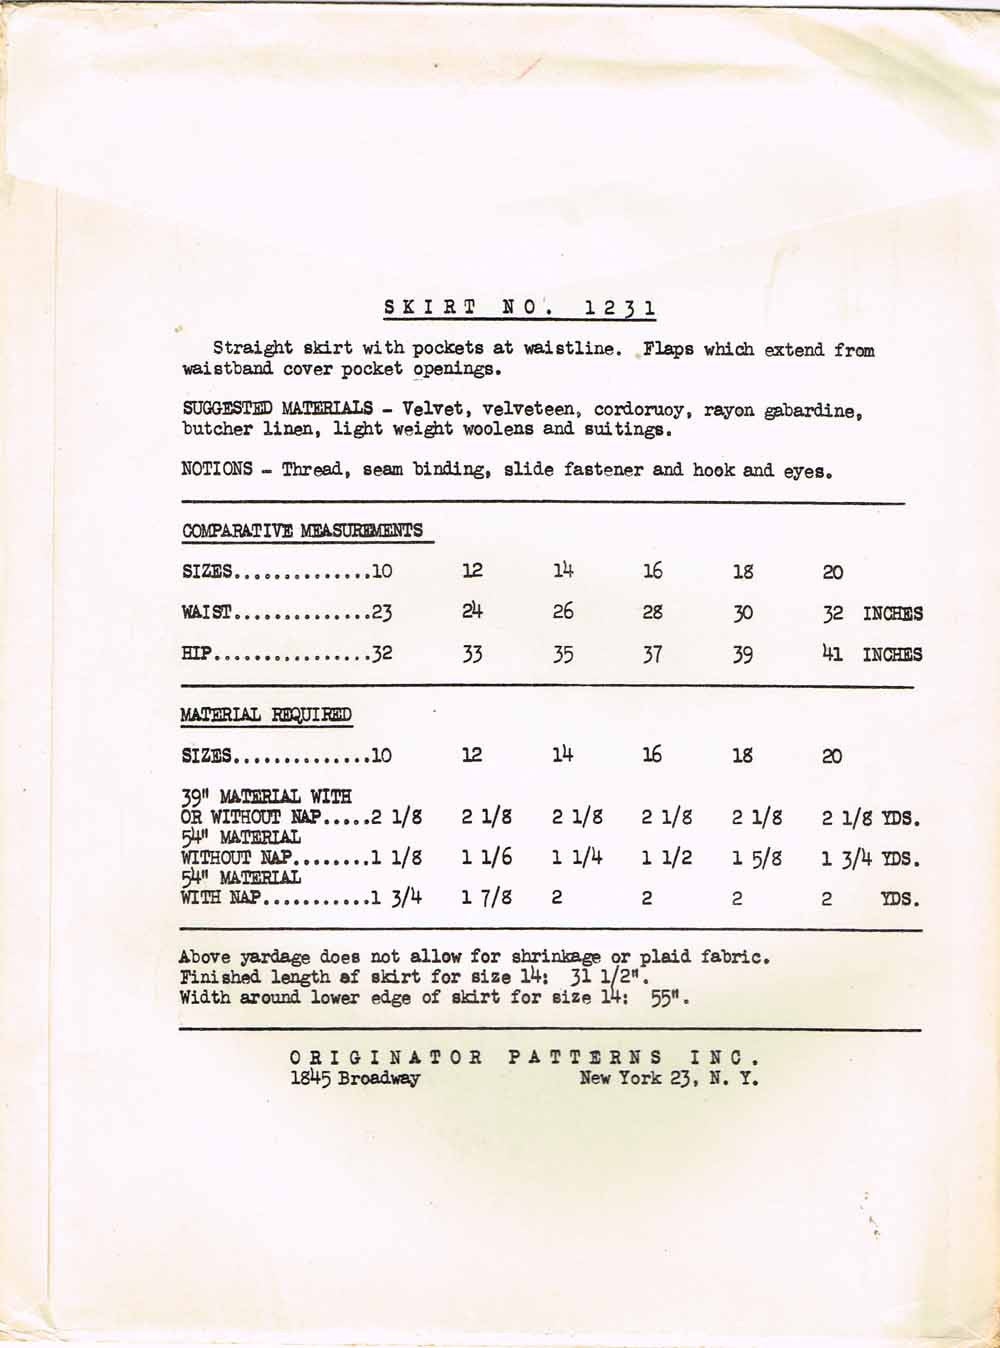 SKIRT NO. 1231
Straight skirt with pockets at waistline. Flaps which extend from
waistband cover pocket openings.
SUGGESTED MATERIALS - Velvet, velveteen, cordoruoy, rayon gabardine,
butcher linen, light weight woolens and suitings.
NOTIONS - Thread, seam binding, slide fastener and hook and eyes.
COMPARATIVE MEASUREMENTS
SIZES..............10 12 14 16 18 20
WAIST..............23 24 26 28 30 32 INCHES
HIP................32 33 35 37 39 41 INCHES
MATERIAL REQUIRED
SIZES..............10 12 14 16 18 20
39" MATERIAL WITH
OR WITHOUT NAP.....2 1/8 2 1/8 2 1/8 2 1/8 2 1/8 2 1/8 YDS.
54" MATERIAL
WITHOUT NAP........1 1/8 1 1/6 1 1/4 1 1/2 1 5/8 1 3/4 YDS.
54" MATERIAL
WITH NAP...........1 3/4 1 7/8 2 2 2 2 YDS.
Above yardage does not allow for shrinkage or plaid fabric.
Finished length of skirt for size 14: 31 1/2".
Width around lower edge of skirt for size 14: 55".
ORIGINATOR PATTERNS INC.
1845 Broadway New York 23, N. Y.